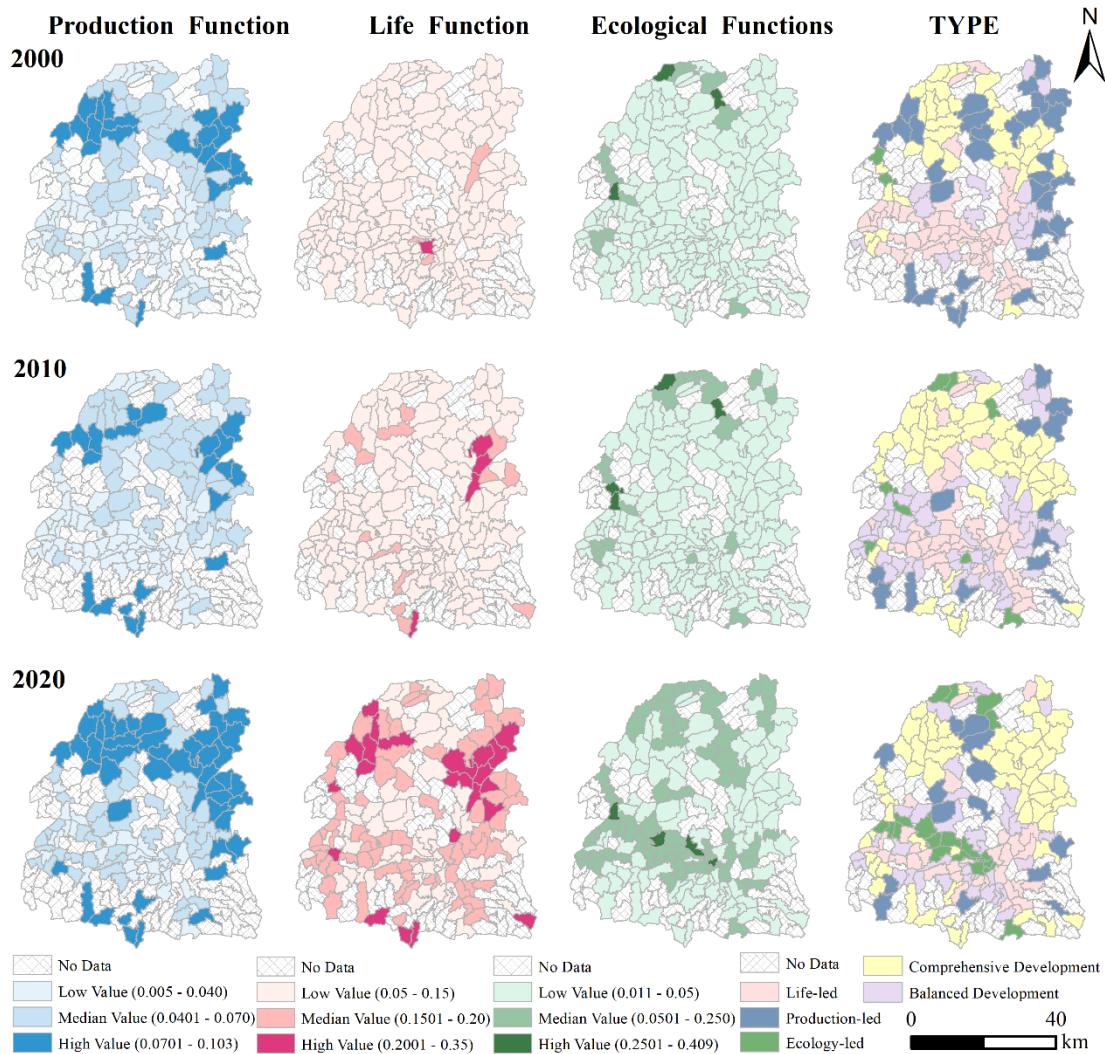 Production Function Life Function Ecological Functions TYPE N
2000
2010
2020
No Data No Data No Data No Data Comprehensive Development
Low Value (0.005 - 0.040) Low Value (0.05 - 0.15) Low Value (0.011 - 0.05) Life-led Balanced Development
Median Value (0.0401 - 0.070) Median Value (0.1501 - 0.20) Median Value (0.0501 - 0.250) Production-led 0 40
High Value (0.0701 - 0.103) High Value (0.2001 - 0.35) High Value (0.2501 - 0.409) Ecology-led km